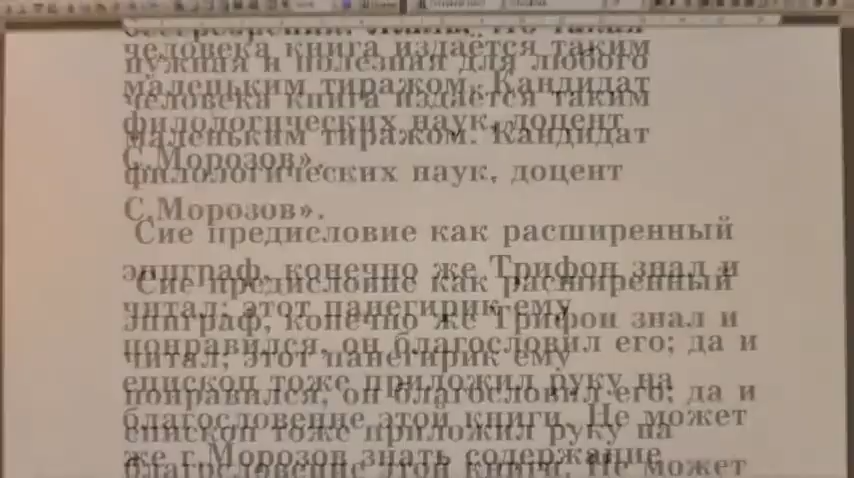 нужная и полезная для любого
человека книга издаётся таким
маленьким тиражом. Кандидат
филологических наук, доцент
С.Морозов».
Сие предисловие как расширенный
эпиграф, конечно же Трифон знал и
читал; этот панегирик ему
понравился, он благословил его; да и
епископ тоже приложил руку на
благословение этой книги. Не может
же г.Морозов знать содержание